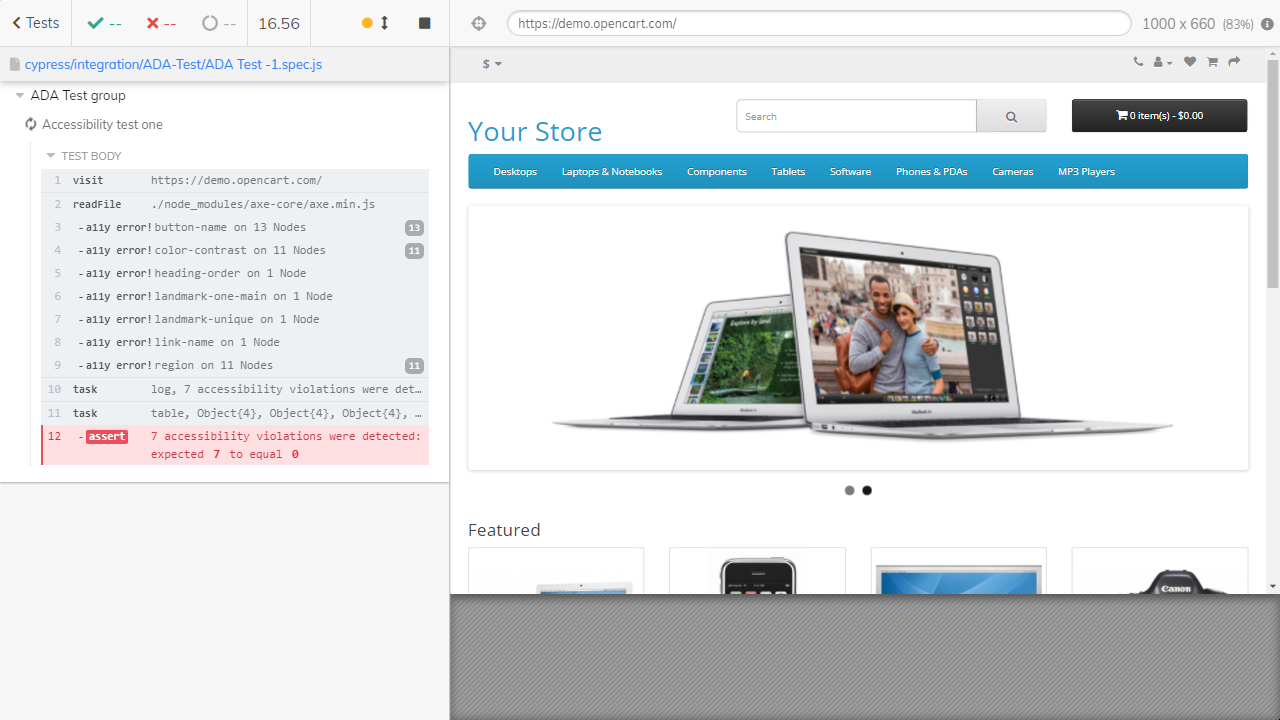 Tests
--
--
--
16.56
https://demo.opencart.com/
1000 x 660 (83%)
cypress/integration/ADA-Test/ADA Test -1.spec.js
ADA Test group
Accessibility test one
TEST BODY
1 visit https://demo.opencart.com/
2 readFile ./node_modules/axe-core/axe.min.js
3 -a11y error! button-name on 13 Nodes 13
4 -a11y error! color-contrast on 11 Nodes 11
5 -a11y error! heading-order on 1 Node
6 -a11y error! landmark-one-main on 1 Node
7 -a11y error! landmark-unique on 1 Node
8 -a11y error! link-name on 1 Node
9 -a11y error! region on 11 Nodes 11
10 task log, 7 accessibility violations were det…
11 task table, Object{4}, Object{4}, Object{4}, …
12 -assert 7 accessibility violations were detected:
expected 7 to equal 0
$
Your Store
Search
0 item(s) - $0.00
Desktops Laptops & Notebooks Components Tablets Software Phones & PDAs Cameras MP3 Players
Explore by land.
MacBook Air
MacBook Air
Featured
Canon